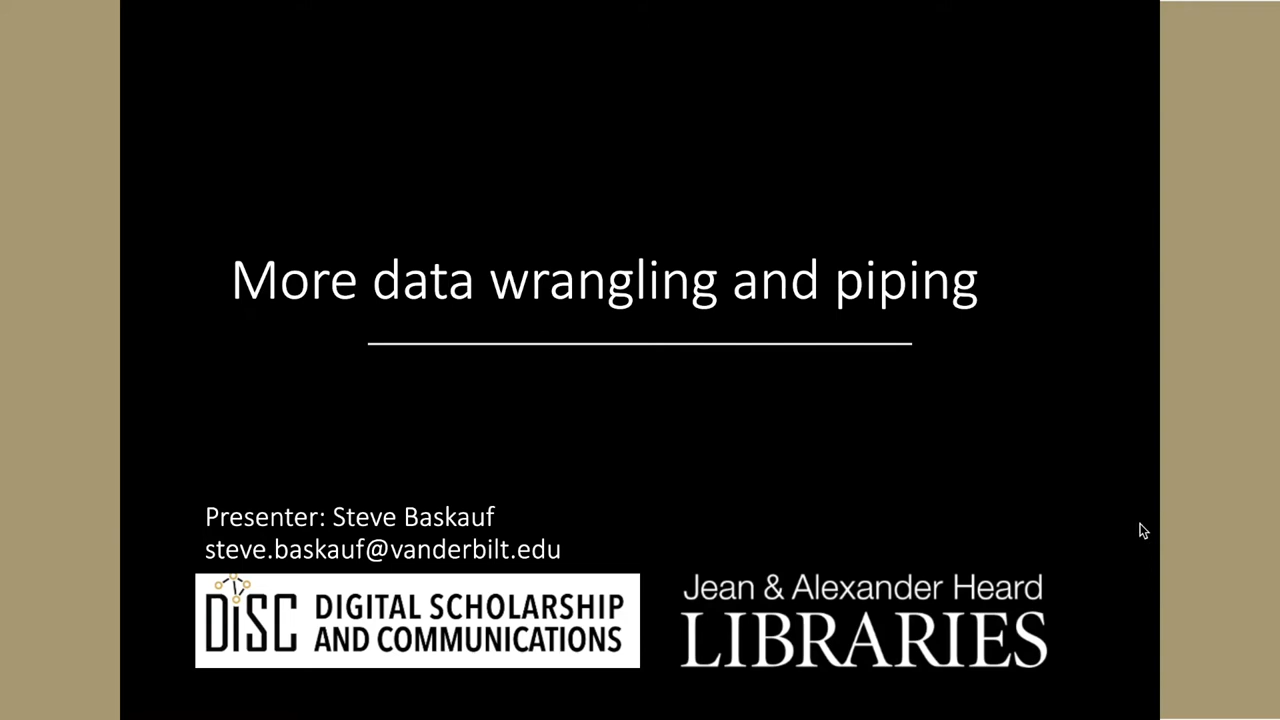 More data wrangling and piping
Presenter: Steve Baskauf
steve.baskauf@vanderbilt.edu
DiSC DIGITAL SCHOLARSHIP
AND COMMUNICATIONS
Jean & Alexander Heard
LIBRARIES